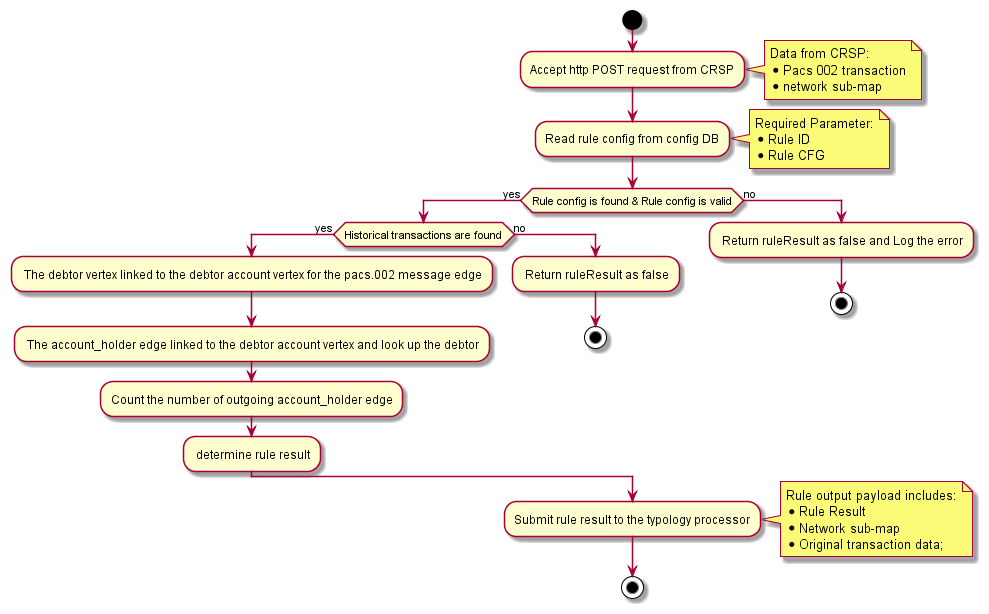 Accept http POST request from CRSP
Data from CRSP:
• Pacs 002 transaction
• network sub-map
Read rule config from config DB
Required Parameter:
• Rule ID
• Rule CFG
yes
Rule config is found & Rule config is valid
no
yes
Historical transactions are found
no
Return ruleResult as false and Log the error
The debtor vertex linked to the debtor account vertex for the pacs.002 message edge
Return ruleResult as false
The account_holder edge linked to the debtor account vertex and look up the debtor
Count the number of outgoing account_holder edge
determine rule result
Submit rule result to the typology processor
Rule output payload includes:
• Rule Result
• Network sub-map
• Original transaction data;